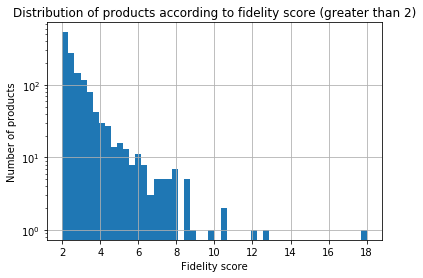 Distribution of products according to fidelity score (greater than 2)
Number of products
10²
10¹
10⁰
2 4 6 8 10 12 14 16 18
Fidelity score